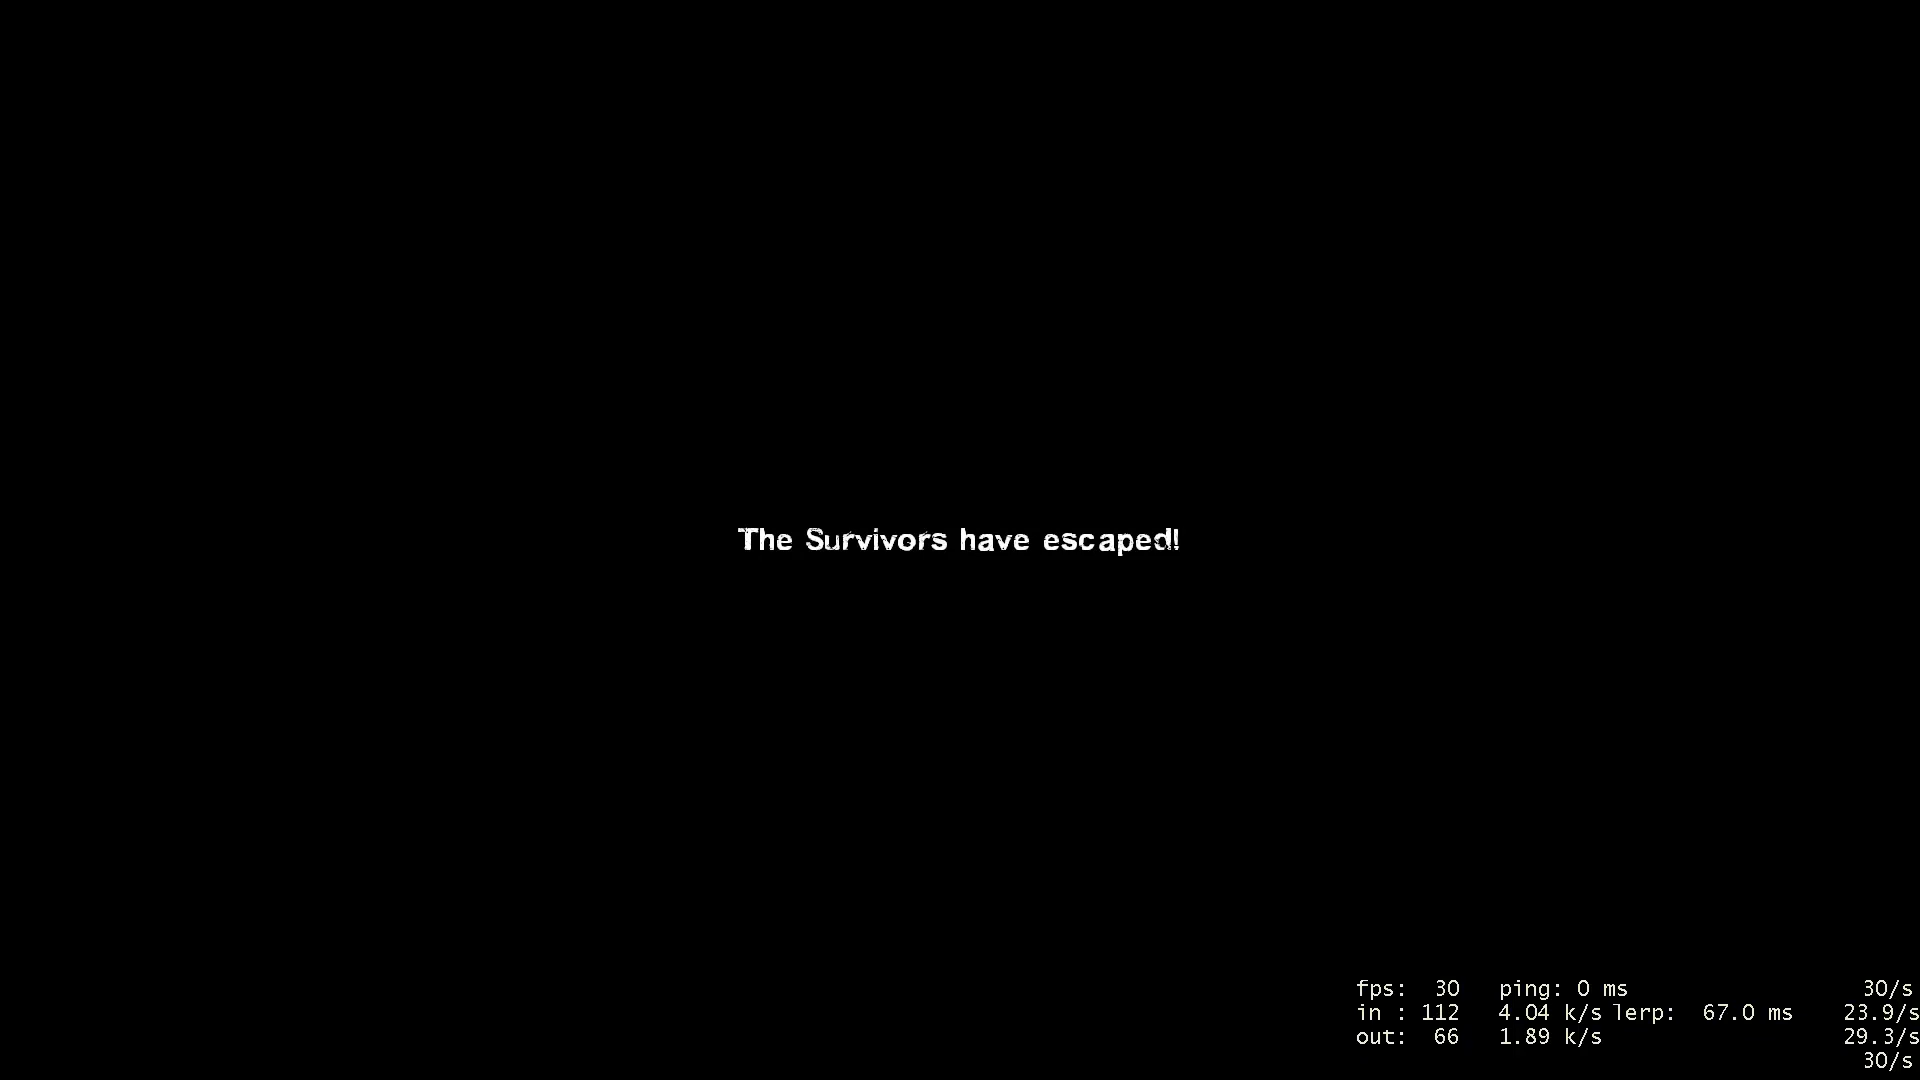 The Survivors have escaped!
fps: 30 ping: 0 ms 30/s
in : 112 4.04 k/s lerp: 67.0 ms 23.9/s
out: 66 1.89 k/s 29.3/s
30/s